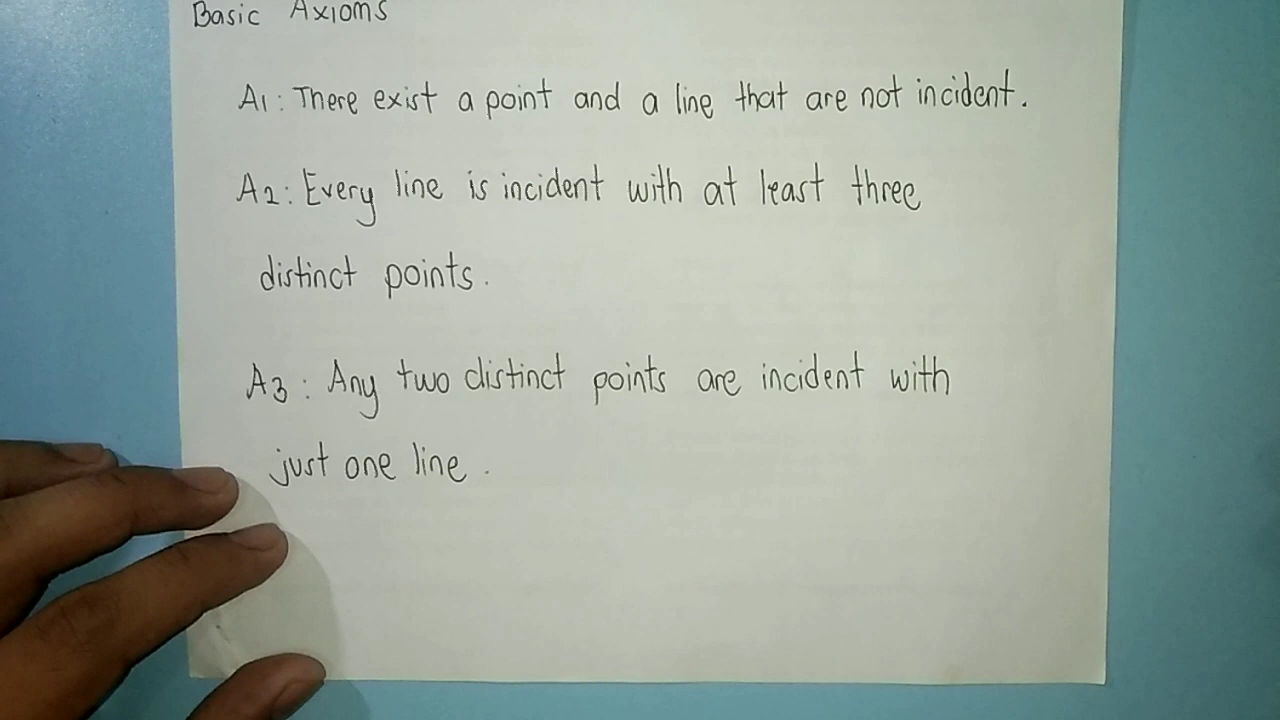 Basic Axioms
A1: There exist a point and a line that are not incident.
A2: Every line is incident with at least three
distinct points.
A3: Any two distinct points are incident with
just one line.